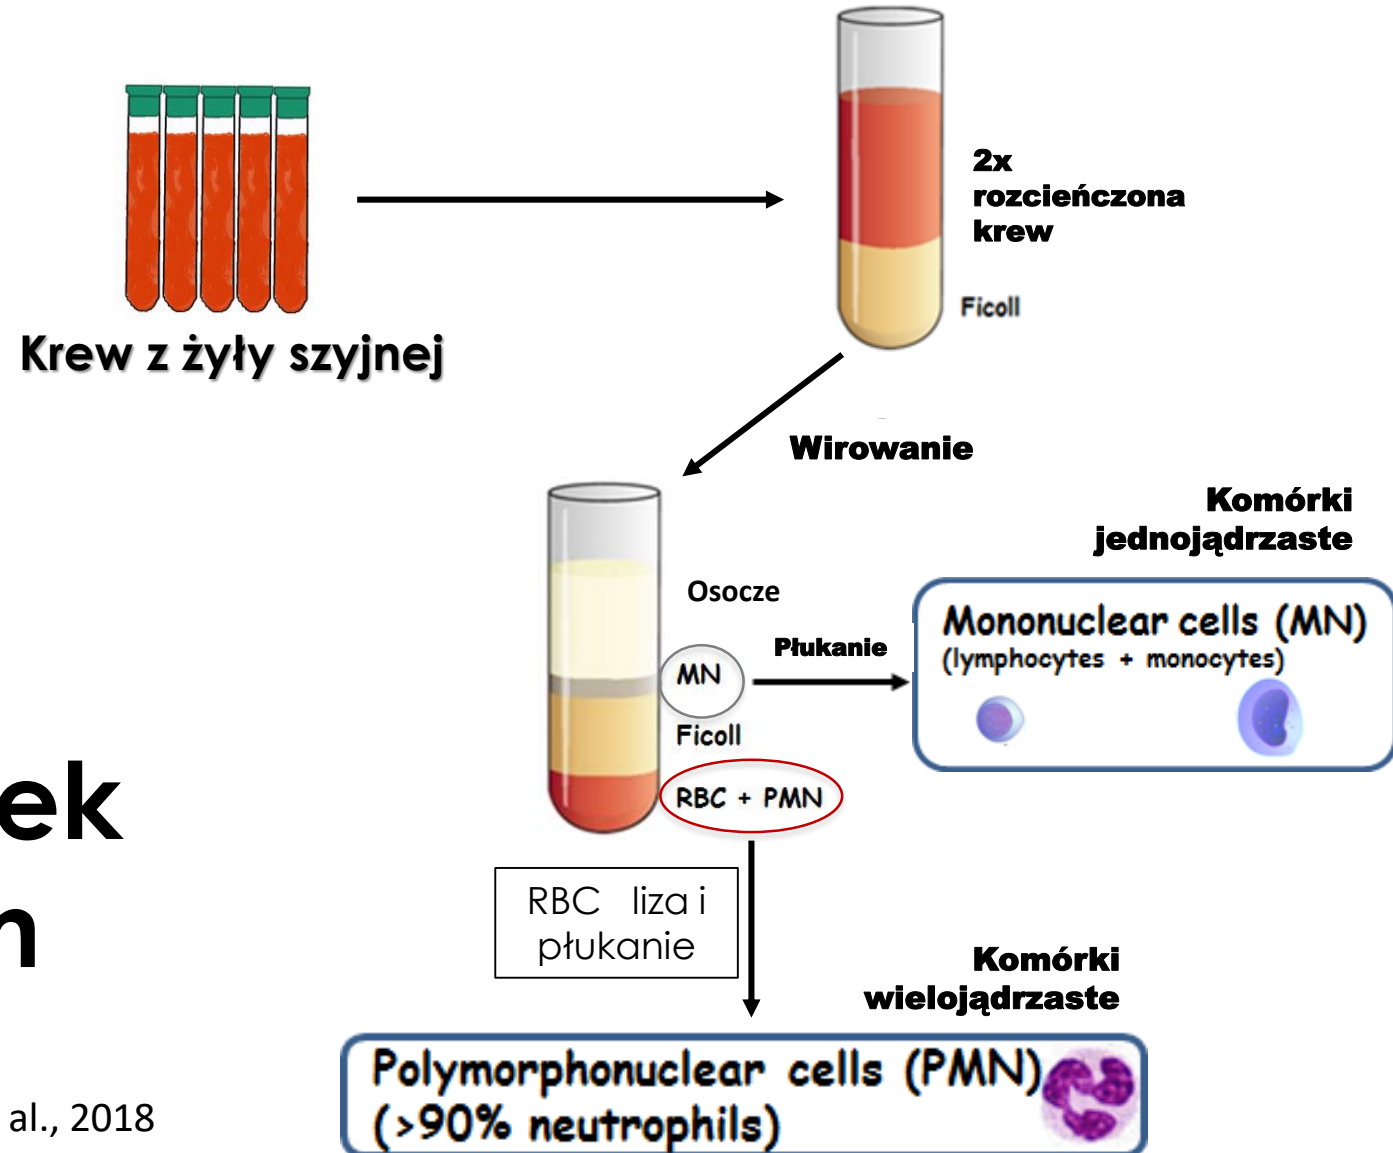 2x
rozcieńczona
krew
Ficoll
Krew z żyły szyjnej
Wirowanie
Komórki
jednojądrzaste
Osocze
Płukanie
Mononuclear cells (MN)
(lymphocytes + monocytes)
MN
Ficoll
RBC + PMN
ek
n
RBC liza i
płukanie
Komórki
wielojądrzaste
Polymorphonuclear cells (PMN)
(>90% neutrophils)
al., 2018